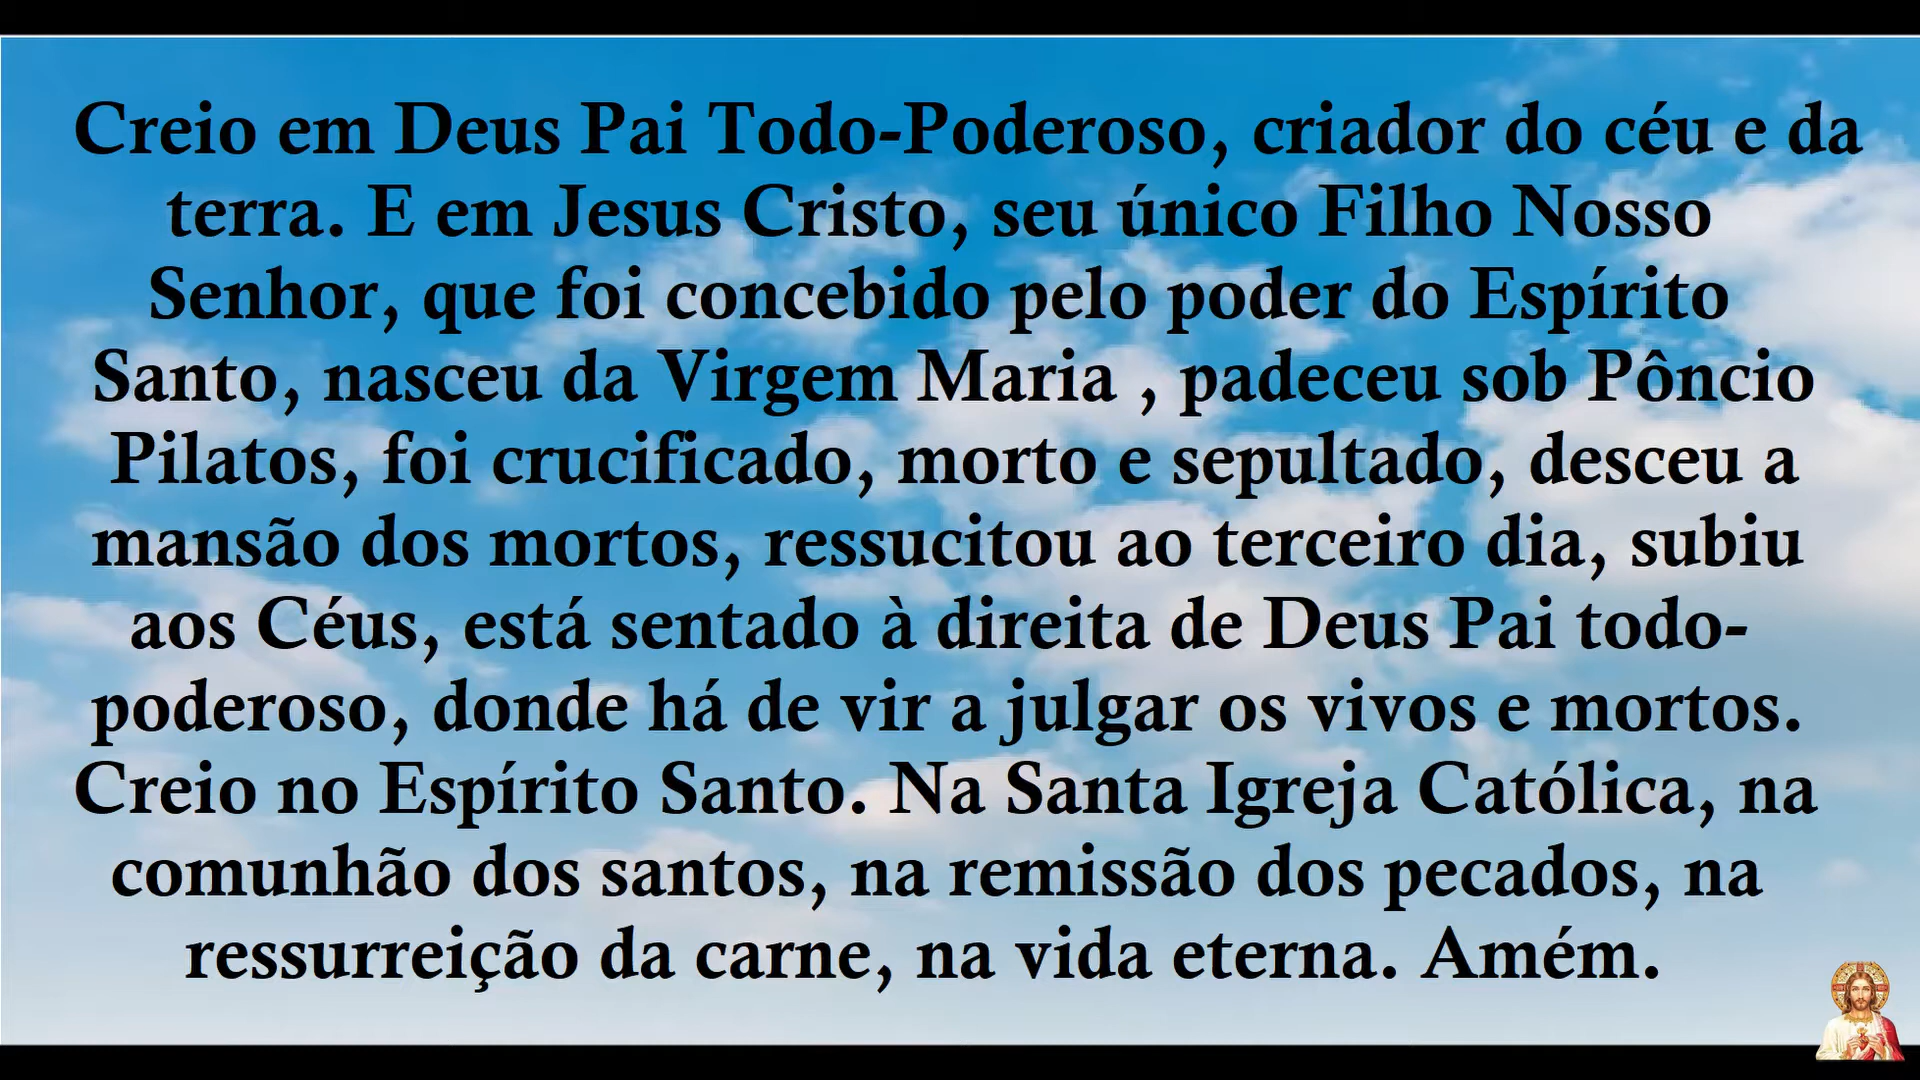 Creio em Deus Pai Todo-Poderoso, criador do céu e da
terra. E em Jesus Cristo, seu único Filho Nosso
Senhor, que foi concebido pelo poder do Espírito
Santo, nasceu da Virgem Maria , padeceu sob Pôncio
Pilatos, foi crucificado, morto e sepultado, desceu a
mansão dos mortos, ressucitou ao terceiro dia, subiu
aos Céus, está sentado à direita de Deus Pai todo-
poderoso, donde há de vir a julgar os vivos e mortos.
Creio no Espírito Santo. Na Santa Igreja Católica, na
comunhão dos santos, na remissão dos pecados, na
ressurreição da carne, na vida eterna. Amém.